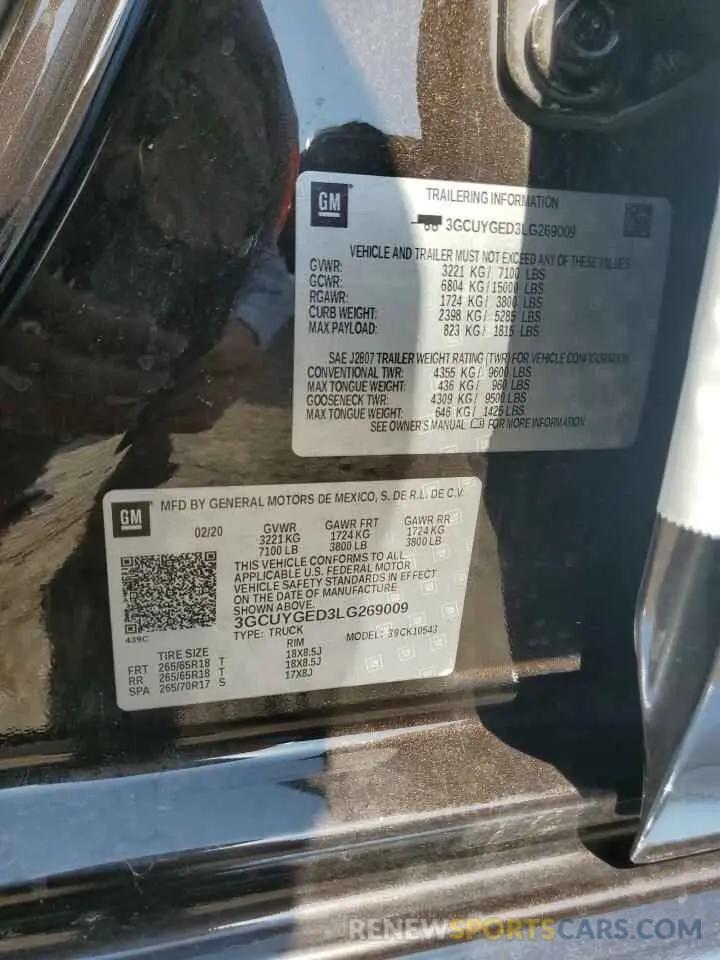 GM
TRAILERING INFORMATION
3GCUYGED3LG269009
VEHICLE AND TRAILER MUST NOT EXCEED ANY OF THESE VALUES
GVWR: 3221 KG/ 7100 LBS
GCWR: 6804 KG/15000 LBS
RGAWR: 1724 KG/ 3800 LBS
CURB WEIGHT: 2398 KG/ 5285 LBS
MAX PAYLOAD: 823 KG/ 1815 LBS
SAE J2807 TRAILER WEIGHT RATING (TWR) FOR VEHICLE CONFIGURATION
CONVENTIONAL TWR: 4355 KG/ 9600 LBS
MAX TONGUE WEIGHT: 436 KG/ 960 LBS
GOOSENECK TWR: 4309 KG/ 9500 LBS
MAX TONGUE WEIGHT: 646 KG/ 1425 LBS
SEE OWNER'S MANUAL FOR MORE INFORMATION
GM
MFD BY GENERAL MOTORS DE MEXICO, S. DE R.L. DE C.V.
02/20 GVWR GAWR FRT GAWR RR
3221 KG 1724 KG 1724 KG
7100 LB 3800 LB 3800 LB
THIS VEHICLE CONFORMS TO ALL
APPLICABLE U.S. FEDERAL MOTOR
VEHICLE SAFETY STANDARDS IN EFFECT
ON THE DATE OF MANUFACTURE
SHOWN ABOVE.
3GCUYGED3LG269009
439C
TYPE: TRUCK MODEL: 39CK10543
TIRE SIZE RIM
FRT 265/65R18 T 18X8.5J
RR 265/65R18 T 18X8.5J
SPA 265/70R17 S 17X8J
RENEWSPORTSCARS.COM